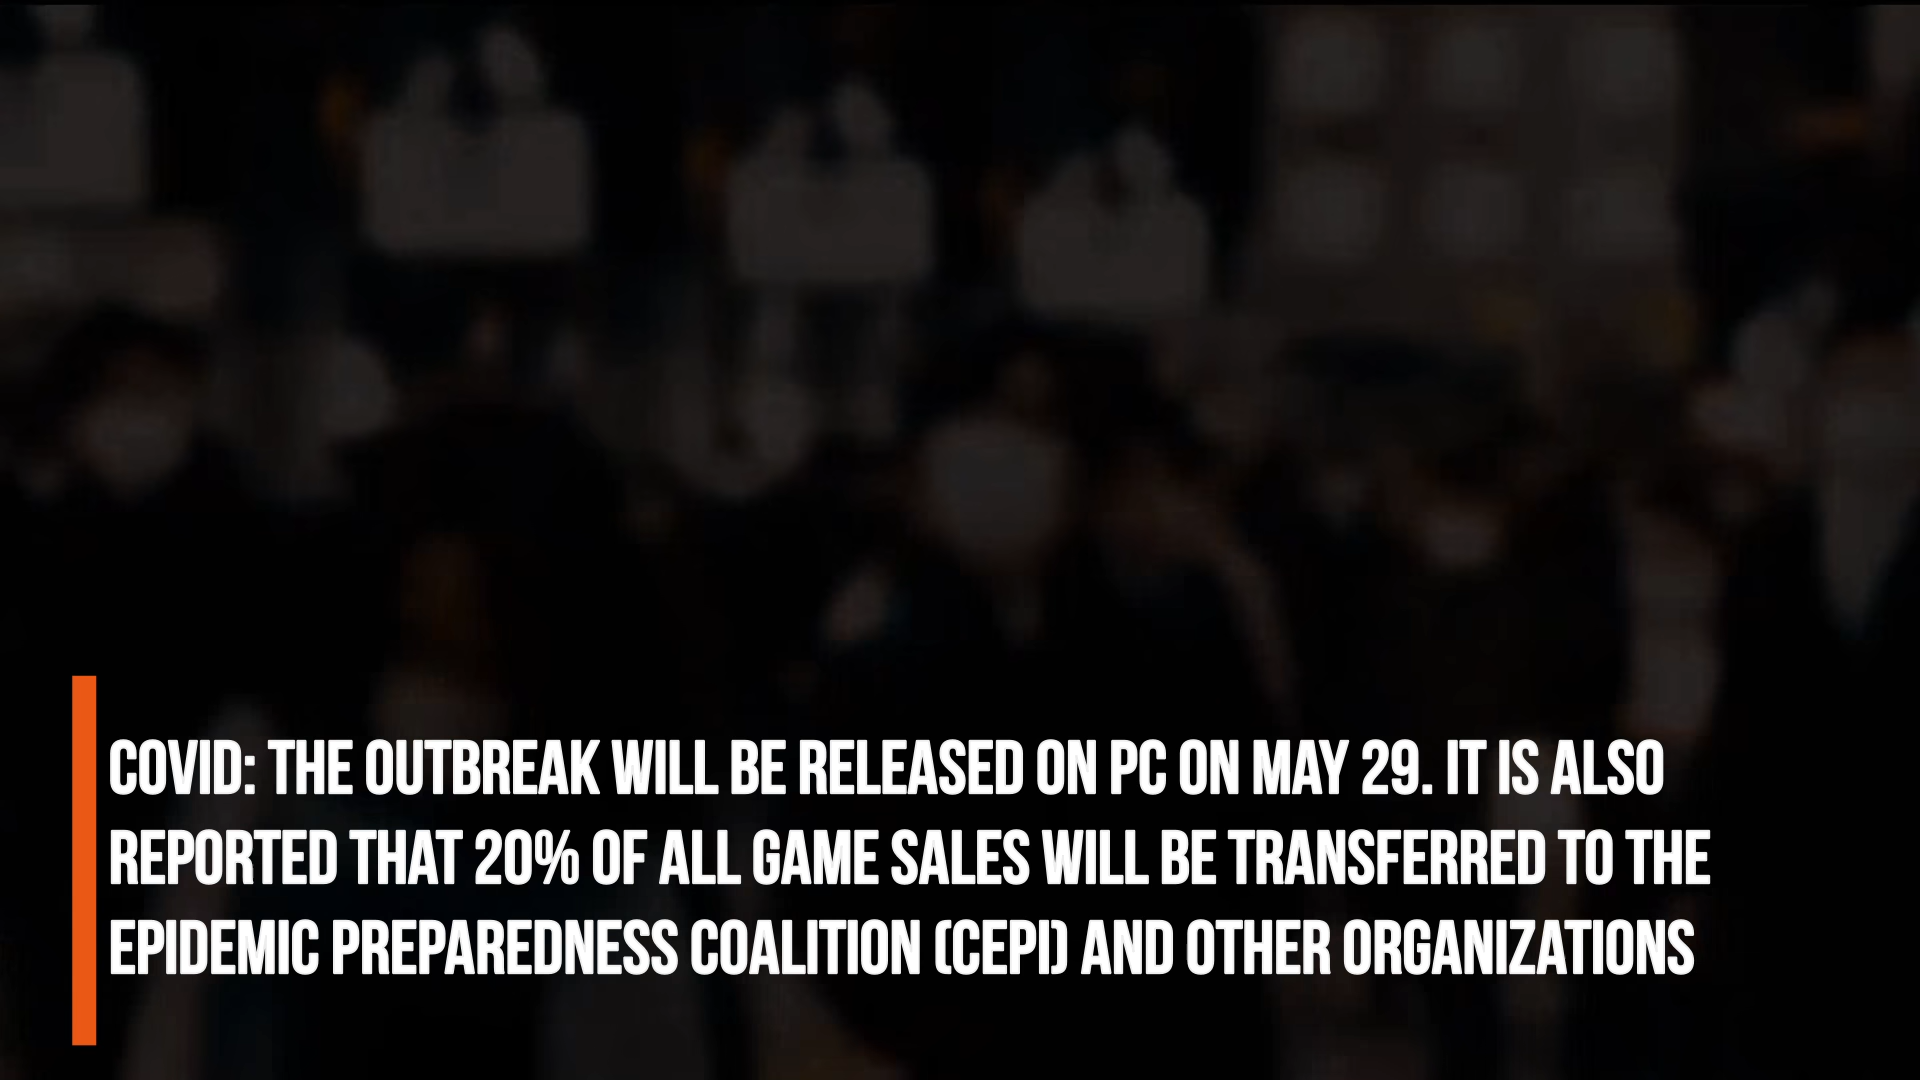 COVID: THE OUTBREAK WILL BE RELEASED ON PC ON MAY 29. IT IS ALSO
REPORTED THAT 20% OF ALL GAME SALES WILL BE TRANSFERRED TO THE
EPIDEMIC PREPAREDNESS COALITION (CEPI) AND OTHER ORGANIZATIONS